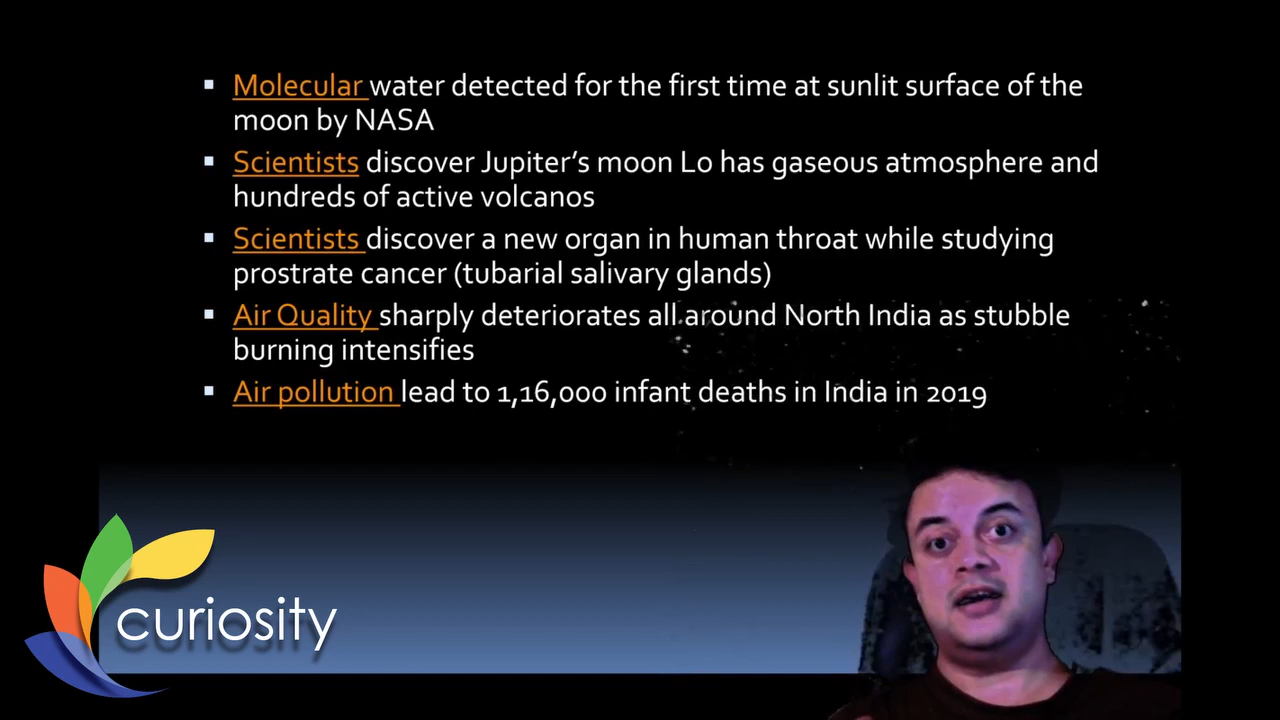 Molecular water detected for the first time at sunlit surface of the
moon by NASA
Scientists discover Jupiter’s moon Lo has gaseous atmosphere and
hundreds of active volcanos
Scientists discover a new organ in human throat while studying
prostrate cancer (tubarial salivary glands)
Air Quality sharply deteriorates all around North India as stubble
burning intensifies
Air pollution lead to 1,16,000 infant deaths in India in 2019
curiosity